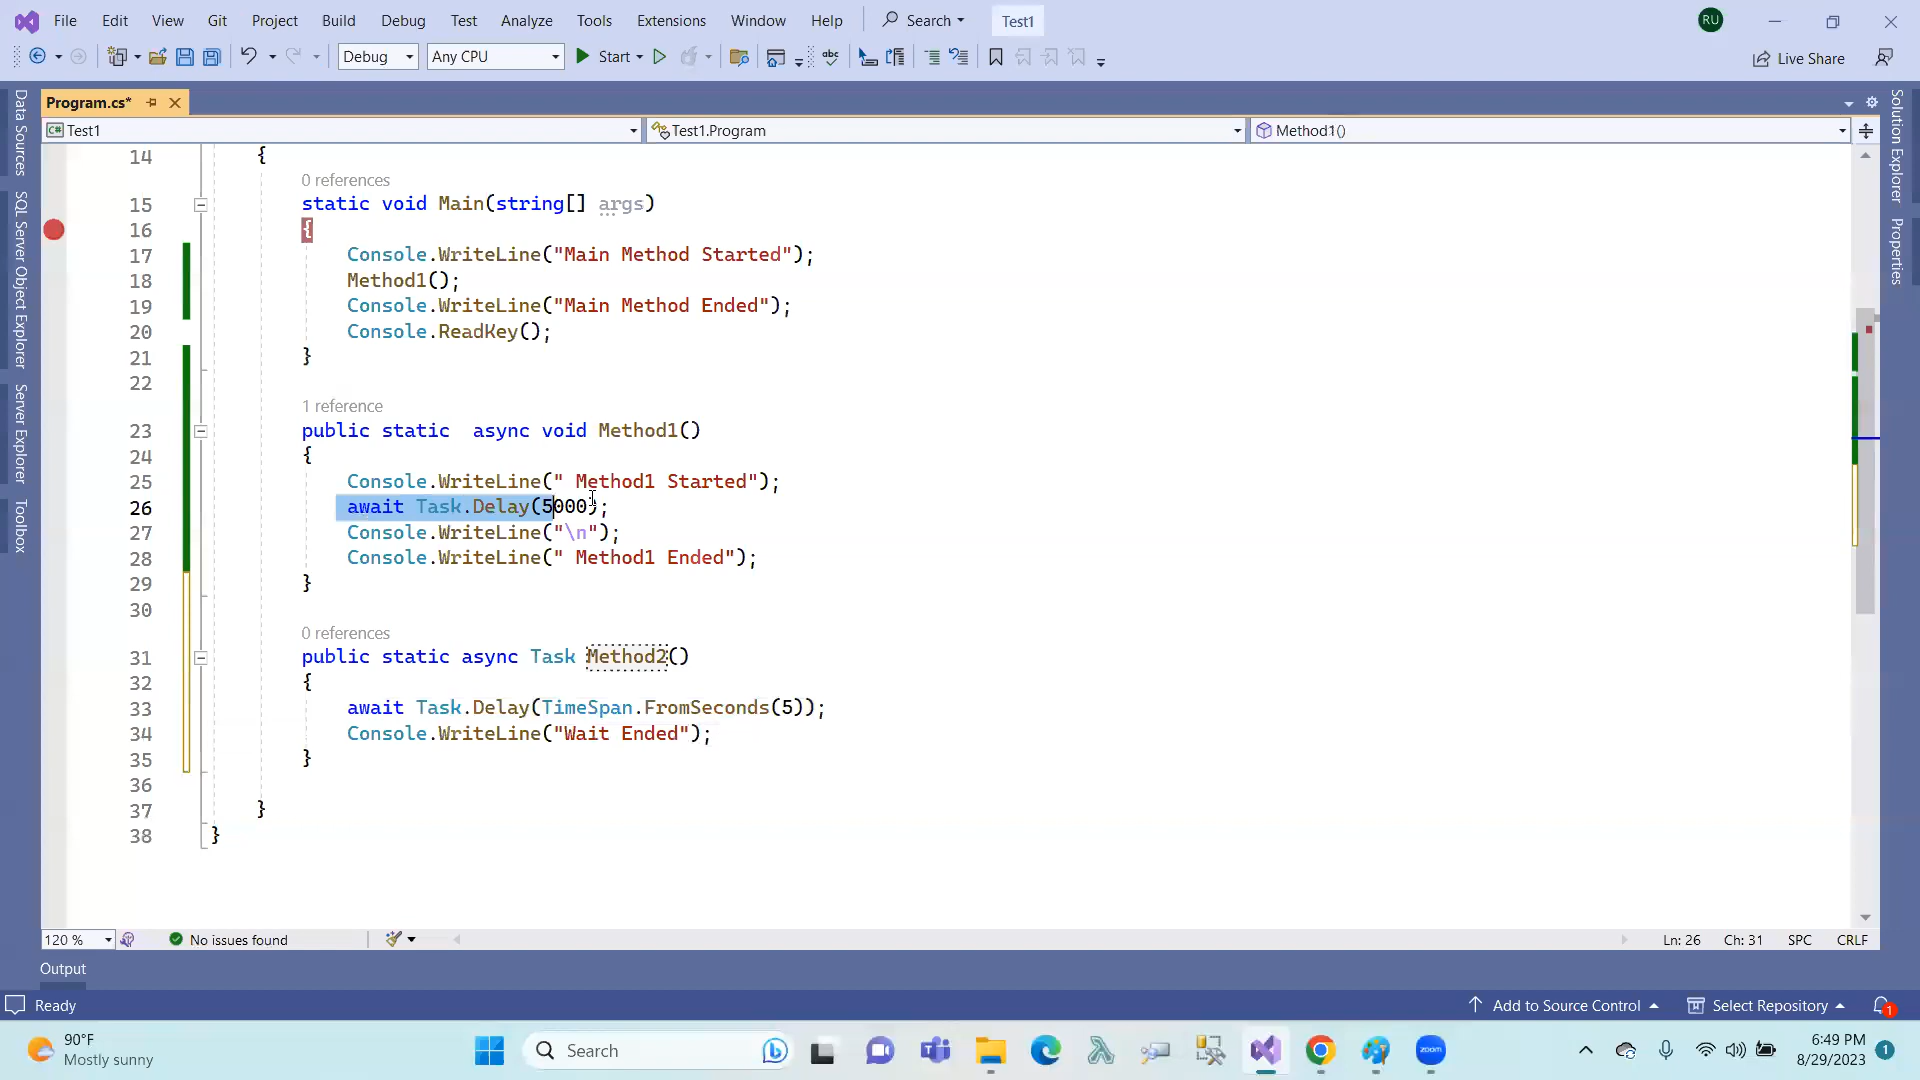 File Edit View Git Project Build Debug Test Analyze Tools Extensions Window Help Search Test1 RU
Debug Any CPU Start abc Live Share
Program.cs*
C# Test1 Test1.Program Method1()
Data Sources
SQL Server Object Explorer
Server Explorer
Toolbox
Solution Explorer
Properties
14 {
0 references
15 static void Main(string[] args)
16 {
17 Console.WriteLine("Main Method Started");
18 Method1();
19 Console.WriteLine("Main Method Ended");
20 Console.ReadKey();
21 }
22
1 reference
23 public static  async void Method1()
24 {
25 Console.WriteLine(" Method1 Started");
26 await Task.Delay(5000);
27 Console.WriteLine("\n");
28 Console.WriteLine(" Method1 Ended");
29 }
30
0 references
31 public static async Task Method2()
32 {
33 await Task.Delay(TimeSpan.FromSeconds(5));
34 Console.WriteLine("Wait Ended");
35 }
36
37 }
38 }
120 % No issues found Ln: 26 Ch: 31 SPC CRLF
Output
Ready Add to Source Control Select Repository 1
90°F
Mostly sunny
Search
zoom
6:49 PM
8/29/2023
1